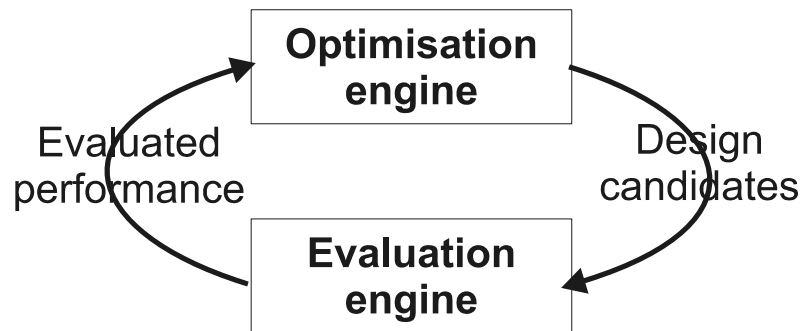 Optimisation
engine
Evaluated
performance
Design
candidates
Evaluation
engine